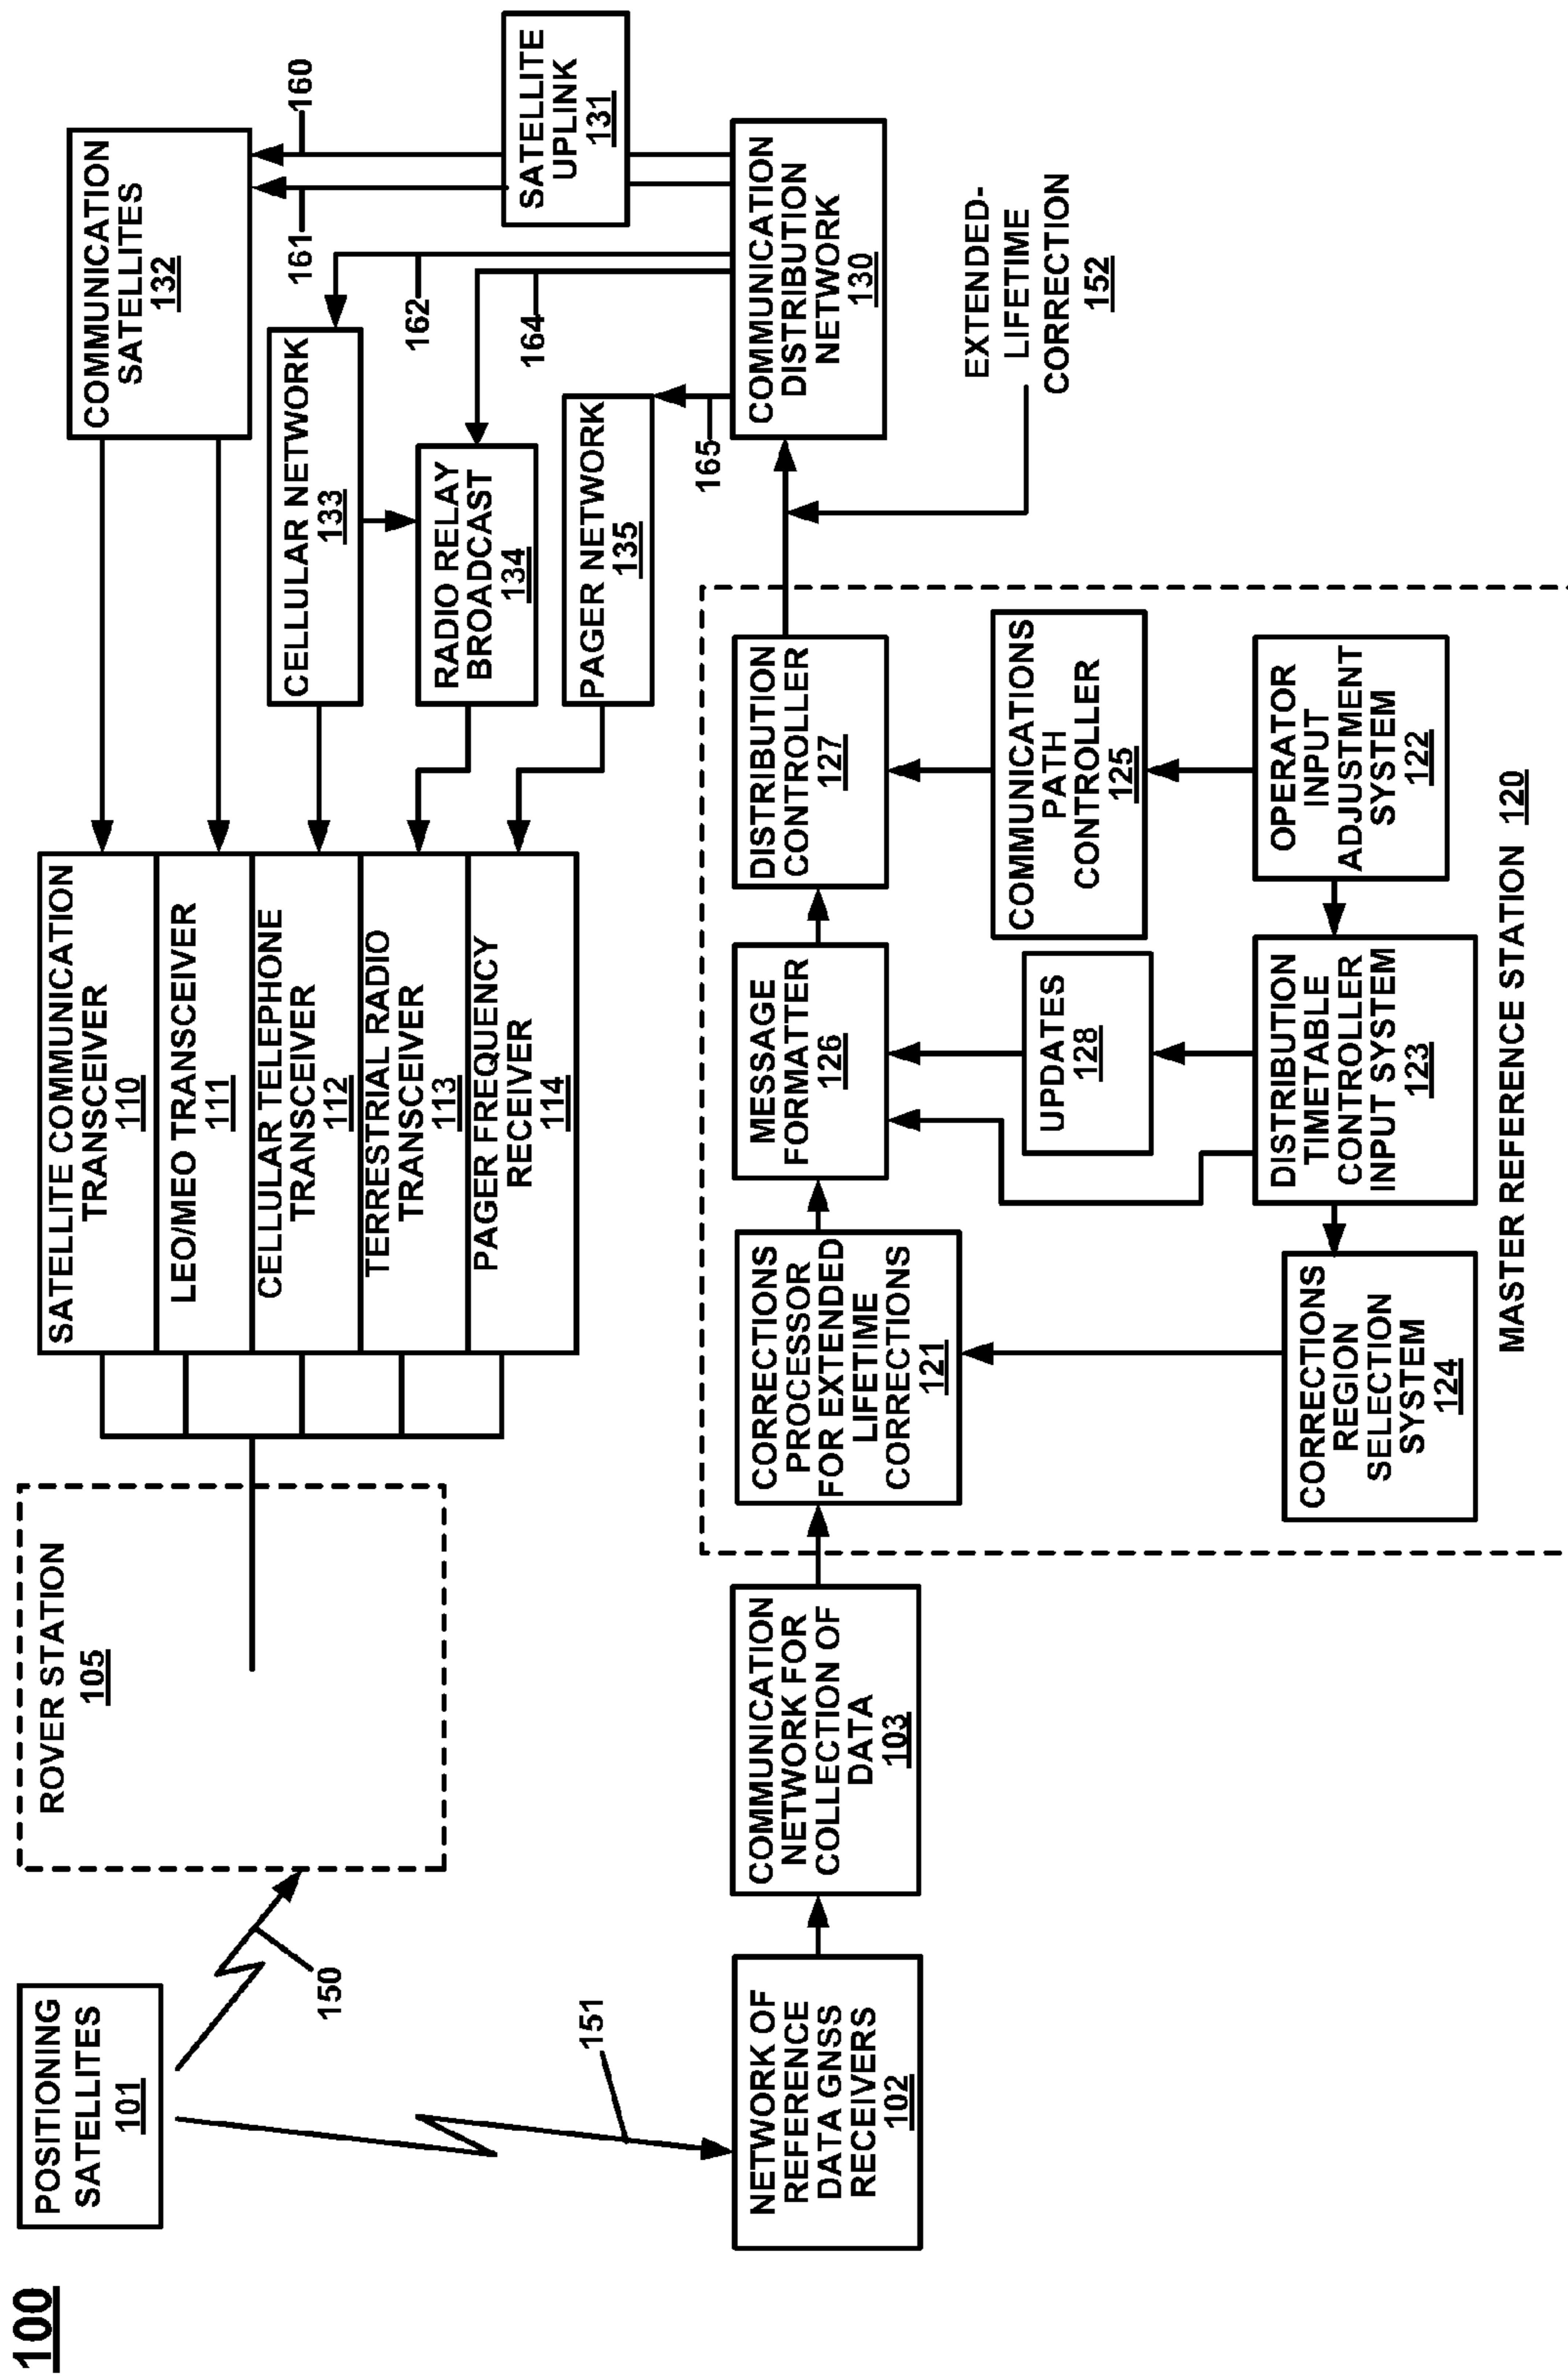 100
POSITIONING
SATELLITES
101
150
151
ROVER STATION
105
SATELLITE COMMUNICATION
TRANSCEIVER
110
LEO/MEO TRANSCEIVER
111
CELLULAR TELEPHONE
TRANSCEIVER
112
TERRESTRIAL RADIO
TRANSCEIVER
113
PAGER FREQUENCY
RECEIVER
114
COMMUNICATION
SATELLITES
132
CELLULAR NETWORK
133
RADIO RELAY
BROADCAST
134
PAGER NETWORK
135
160
161
162
164
165
SATELLITE
UPLINK
131
COMMUNICATION
DISTRIBUTION
NETWORK
130
EXTENDED-
LIFETIME
CORRECTION
152
NETWORK OF
REFERENCE
DATA GNSS
RECEIVERS
102
COMMUNICATION
NETWORK FOR
COLLECTION OF
DATA
103
CORRECTIONS
PROCESSOR
FOR EXTENDED
LIFETIME
CORRECTIONS
121
MESSAGE
FORMATTER
126
DISTRIBUTION
CONTROLLER
127
UPDATES
128
COMMUNICATIONS
PATH
CONTROLLER
125
CORRECTIONS
REGION
SELECTION
SYSTEM
124
DISTRIBUTION
TIMETABLE
CONTROLLER
INPUT SYSTEM
123
OPERATOR
INPUT
ADJUSTMENT
SYSTEM
122
MASTER REFERENCE STATION 120